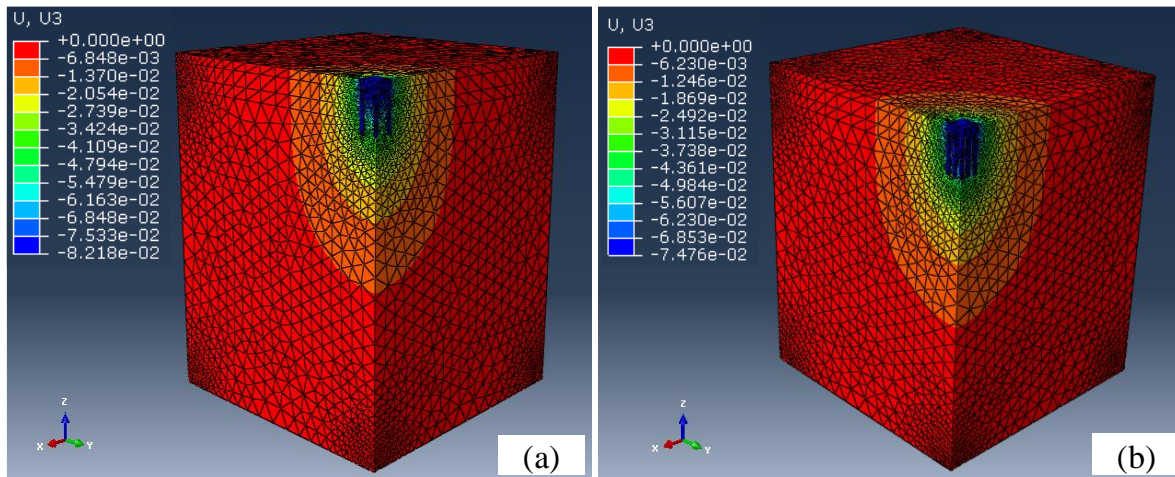 U, U3
+0.000e+00
-6.848e-03
-1.370e-02
-2.054e-02
-2.739e-02
-3.424e-02
-4.109e-02
-4.794e-02
-5.479e-02
-6.163e-02
-6.848e-02
-7.533e-02
-8.218e-02
Z
X
Y
(a)
U, U3
+0.000e+00
-6.230e-03
-1.246e-02
-1.869e-02
-2.492e-02
-3.115e-02
-3.738e-02
-4.361e-02
-4.984e-02
-5.607e-02
-6.230e-02
-6.853e-02
-7.476e-02
Z
X
Y
(b)